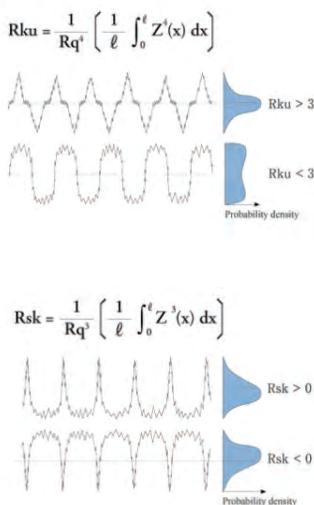 Rku = 1/Rq⁴ [ 1/ℓ ∫₀^ℓ Z⁴(x) dx ]
Rku > 3
Rku < 3
Probability density
Rsk = 1/Rq³ [ 1/ℓ ∫₀^ℓ Z ³(x) dx ]
Rsk > 0
Rsk < 0
Probability density